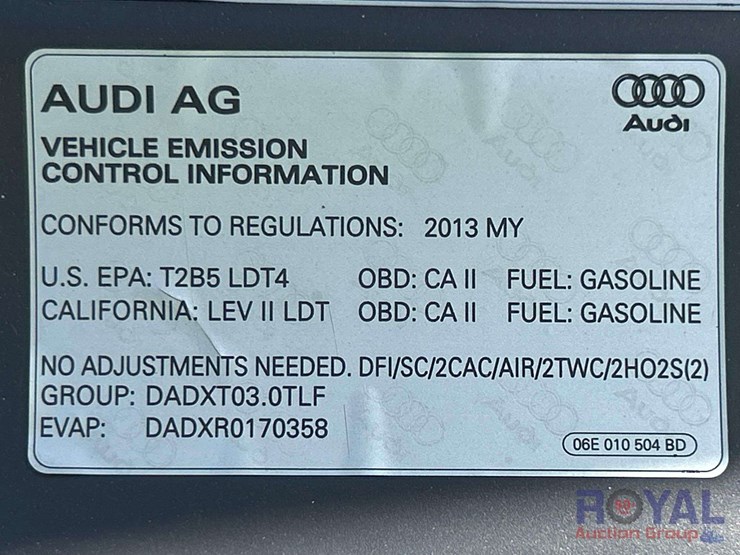 AUDI AG
Audi
VEHICLE EMISSION
CONTROL INFORMATION
CONFORMS TO REGULATIONS: 2013 MY
U.S. EPA: T2B5 LDT4 OBD: CA II FUEL: GASOLINE
CALIFORNIA: LEV II LDT OBD: CA II FUEL: GASOLINE
NO ADJUSTMENTS NEEDED. DFI/SC/2CAC/AIR/2TWC/2HO2S(2)
GROUP: DADXT03.0TLF
EVAP: DADXR0170358
06E 010 504 BD
ROYAL
Auction Group